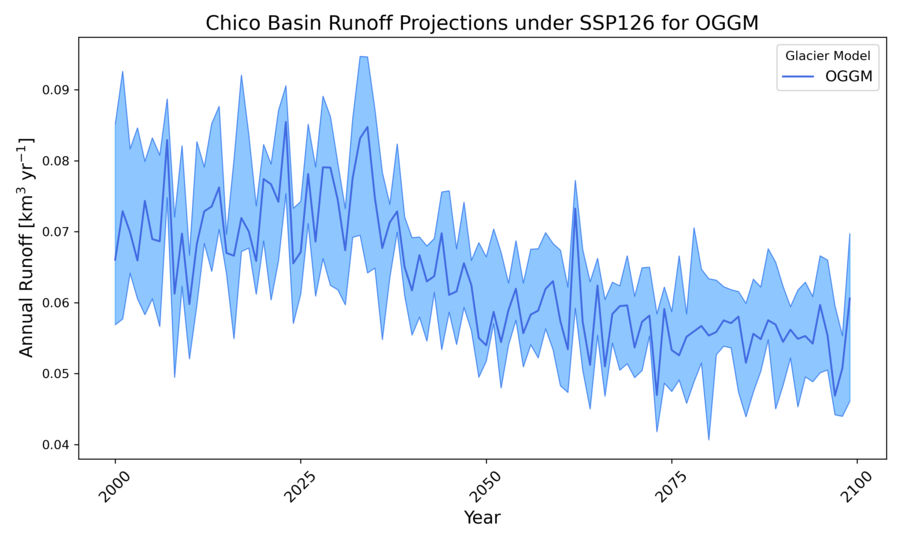 Chico Basin Runoff Projections under SSP126 for OGGM
Glacier Model
OGGM
Annual Runoff [km³ yr⁻¹]
0.09
0.08
0.07
0.06
0.05
0.04
2000
2025
2050
2075
2100
Year